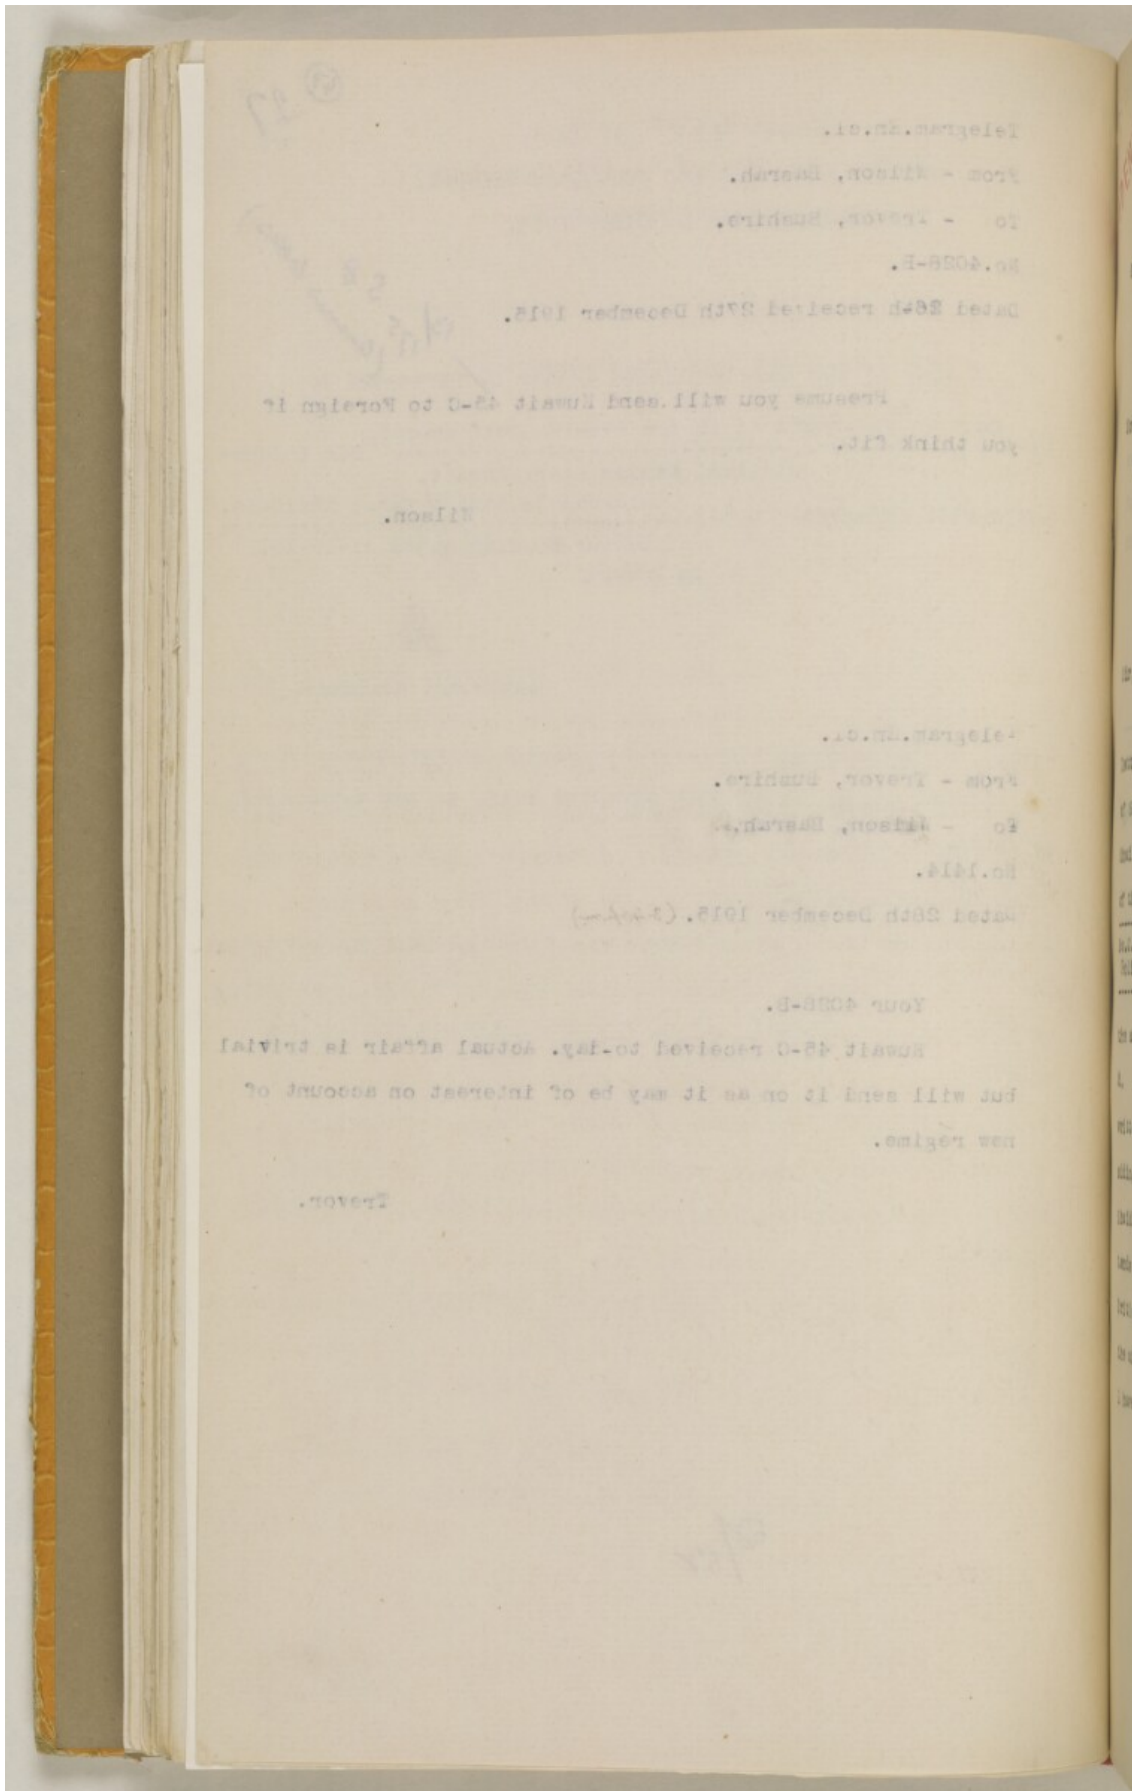 Telegram.En.cl.
From - Wilson, Basrah.
To - Trevor, Bushire.
No.4028-B.
Dated 26th received 27th December 1915.
Presume you will send Kuwait 45-C to Foreign if
you think fit.
Wilson.
Telegram.En.cl.
From - Trevor, Bushire.
To - Wilson, Basrah.
No.1414.
Dated 28th December 1915.
Your 4028-B.
Kuwait 45-C received to-day. Actual affair is trivial
but will send it on as it may be of interest on account of
new regime.
Trevor.